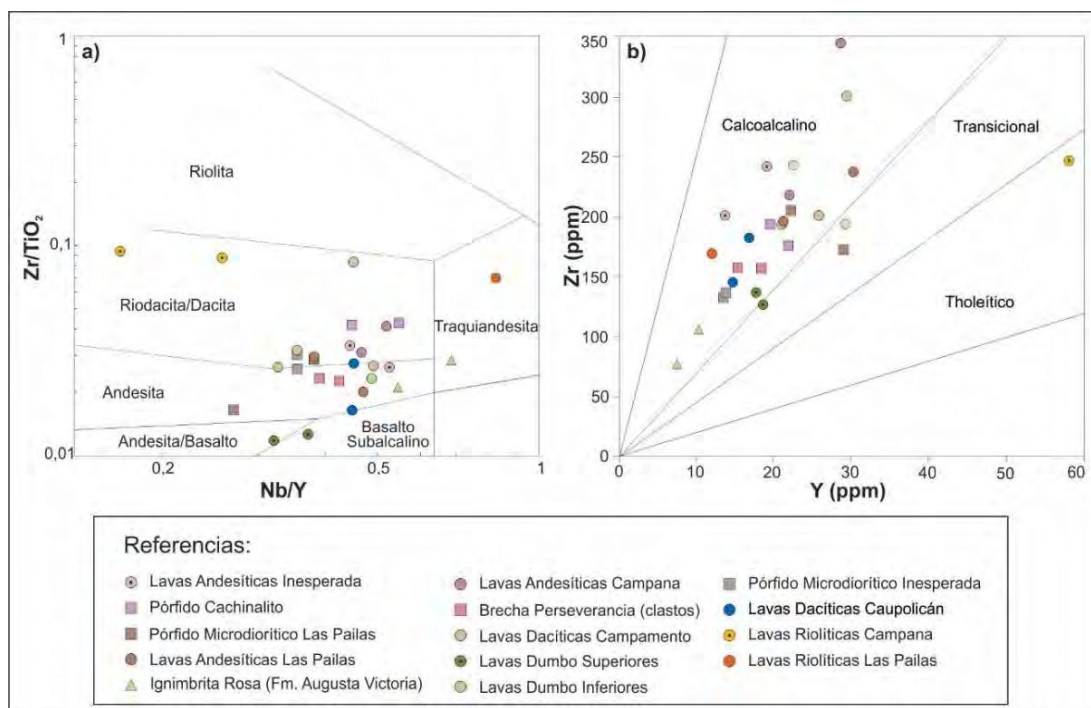 a)
1
0,1
0,01
Zr/TiO2
Riolita
Riodacita/Dacita
Traquiandesita
Andesita
Andesita/Basalto
Basalto
Subalcalino
0,2
0,5
1
Nb/Y
b)
350
300
250
200
150
100
50
0
Zr (ppm)
Calcoalcalino
Transicional
Tholeítico
0
10
20
30
40
50
60
Y (ppm)
Referencias:
Lavas Andesíticas Inesperada
Pórfido Cachinalito
Pórfido Microdiorítico Las Pailas
Lavas Andesíticas Las Pailas
Ignimbrita Rosa (Fm. Augusta Victoria)
Lavas Andesíticas Campana
Brecha Perseverancia (clastos)
Lavas Dacíticas Campamento
Lavas Dumbo Superiores
Lavas Dumbo Inferiores
Pórfido Microdiorítico Inesperada
Lavas Dacíticas Caupolicán
Lavas Riolíticas Campana
Lavas Riolíticas Las Pailas